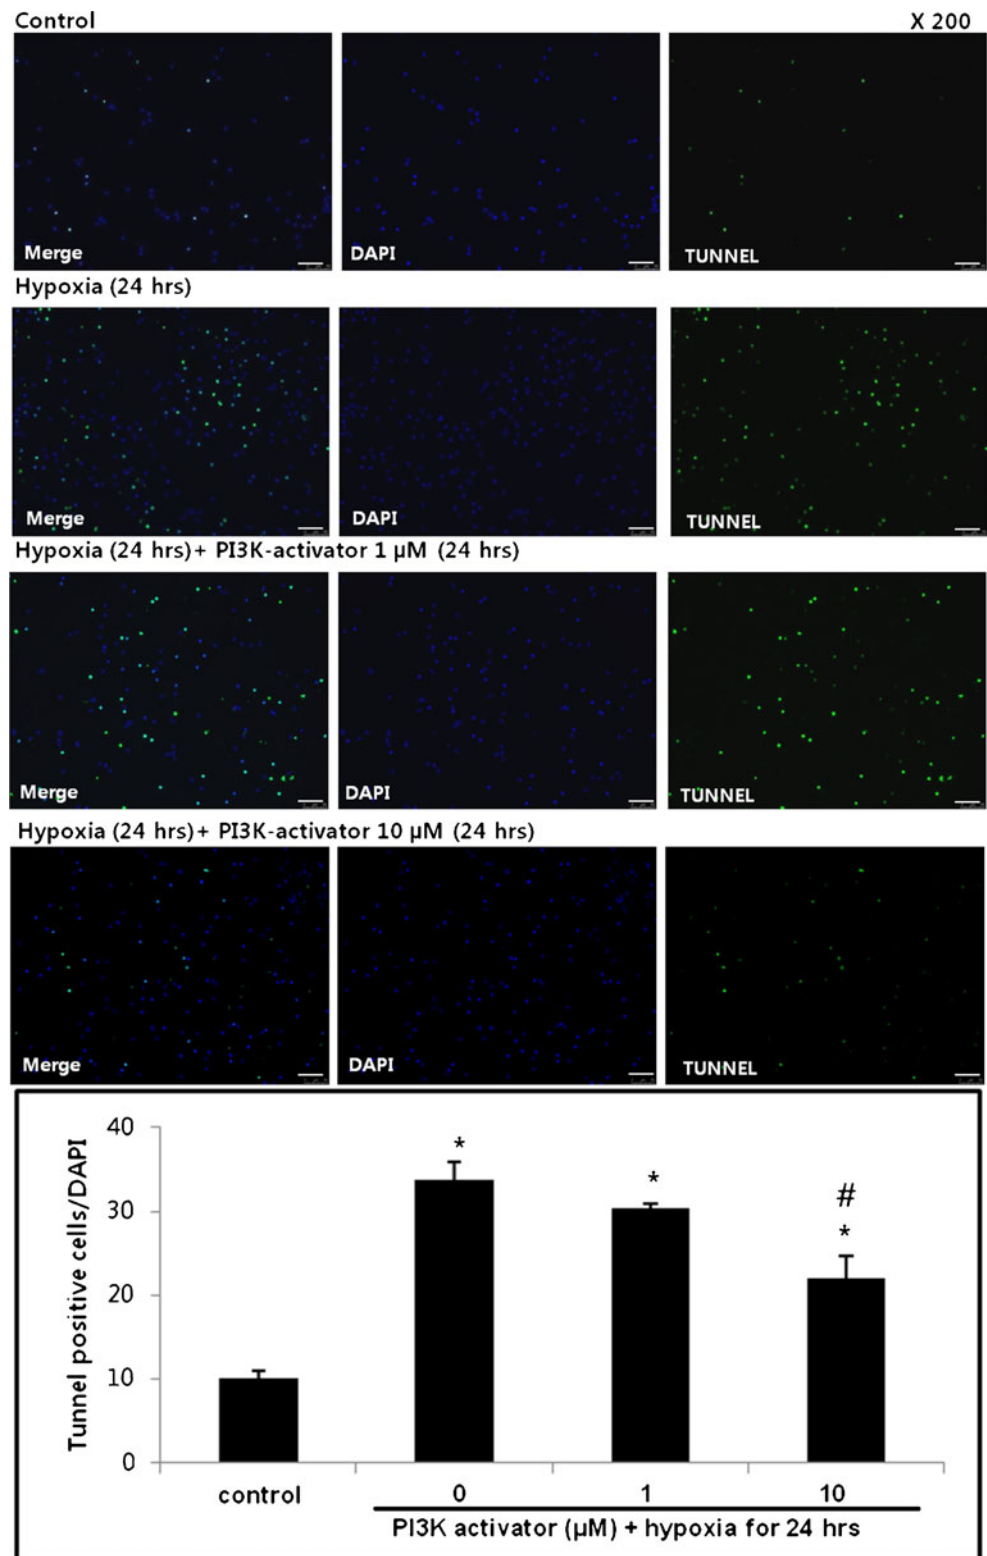 Control X 200
Merge DAPI TUNNEL
Hypoxia (24 hrs)
Merge DAPI TUNNEL
Hypoxia (24 hrs)+ PI3K-activator 1 μM (24 hrs)
Merge DAPI TUNNEL
Hypoxia (24 hrs)+ PI3K-activator 10 μM (24 hrs)
Merge DAPI TUNNEL
Tunnel positive cells/DAPI
40
30
20
10
0
*
*
#
*
control 0 1 10
PI3K activator (μM) + hypoxia for 24 hrs